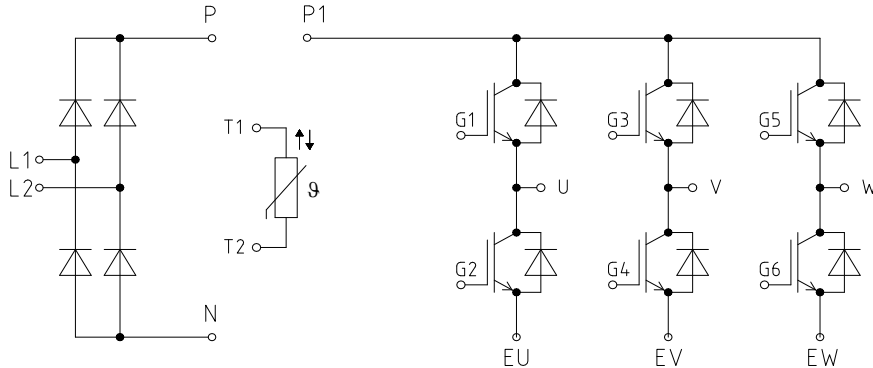 P P1
G1 G3 G5
T1
L1
L2
ϑ
U V W
T2
G2 G4 G6
N
EU EV EW